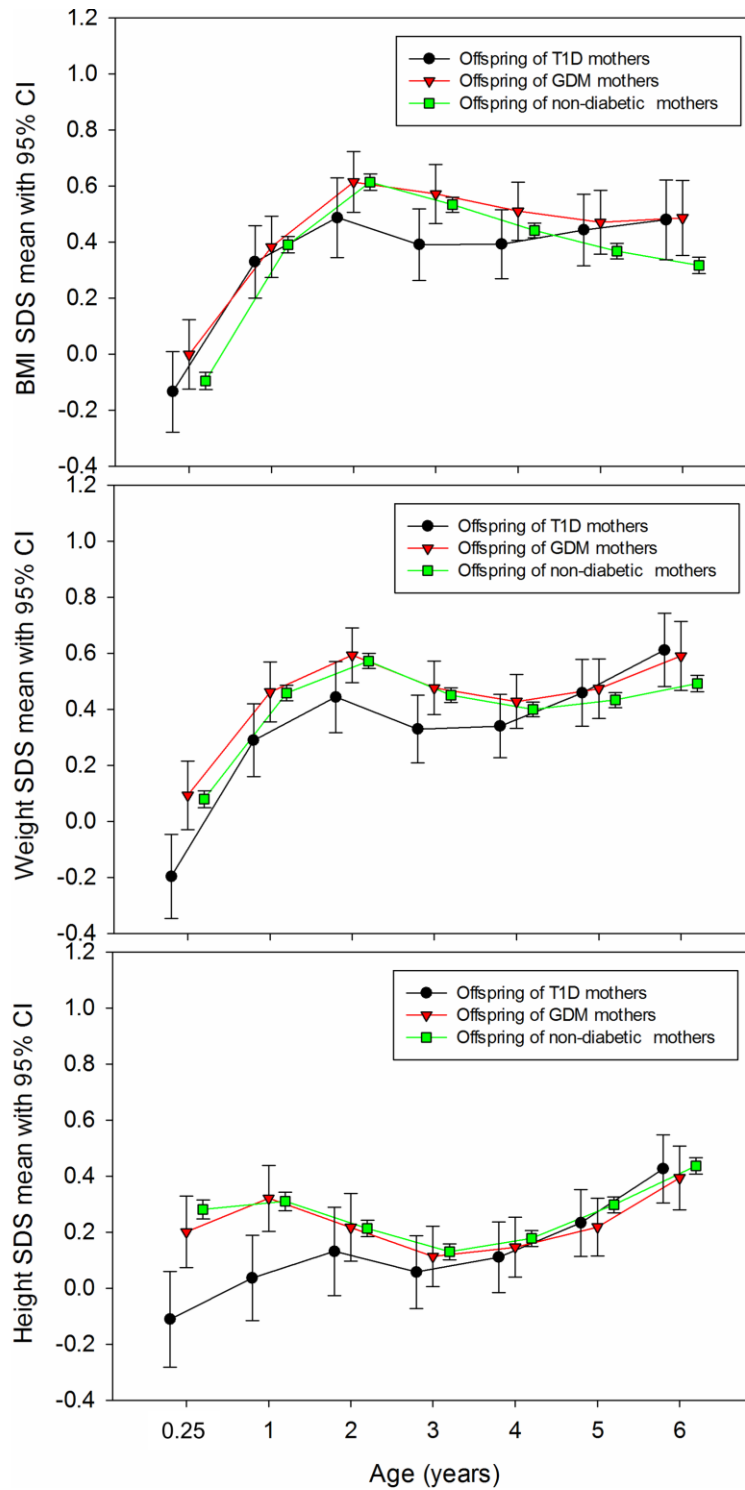 1.2
1.0
0.8
0.6
0.4
0.2
0.0
-0.2
-0.4
BMI SDS mean with 95% CI
Offspring of T1D mothers
Offspring of GDM mothers
Offspring of non-diabetic mothers
1.2
1.0
0.8
0.6
0.4
0.2
0.0
-0.2
-0.4
Weight SDS mean with 95% CI
Offspring of T1D mothers
Offspring of GDM mothers
Offspring of non-diabetic mothers
1.2
1.0
0.8
0.6
0.4
0.2
0.0
-0.2
-0.4
Height SDS mean with 95% CI
Offspring of T1D mothers
Offspring of GDM mothers
Offspring of non-diabetic mothers
0.25 1 2 3 4 5 6
Age (years)